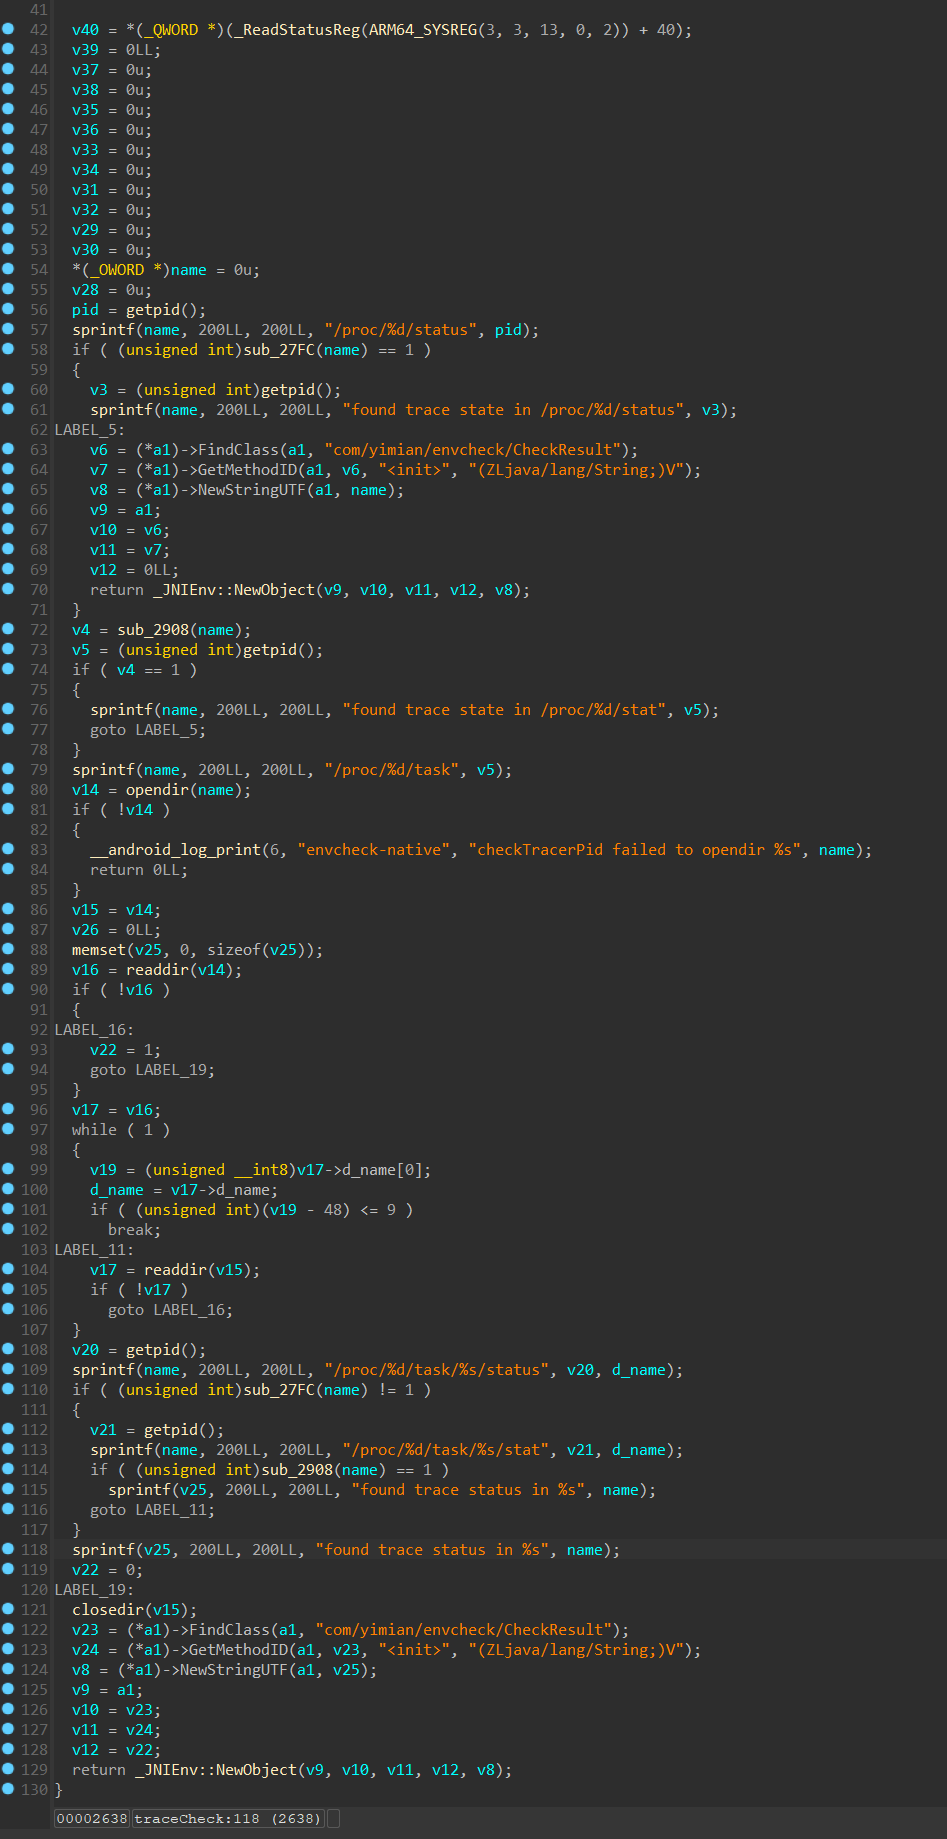 41
42 v40 = *(_QWORD *)(_ReadStatusReg(ARM64_SYSREG(3, 3, 13, 0, 2)) + 40);
43 v39 = 0LL;
44 v37 = 0u;
45 v38 = 0u;
46 v35 = 0u;
47 v36 = 0u;
48 v33 = 0u;
49 v34 = 0u;
50 v31 = 0u;
51 v32 = 0u;
52 v29 = 0u;
53 v30 = 0u;
54 *(_OWORD *)name = 0u;
55 v28 = 0u;
56 pid = getpid();
57 sprintf(name, 200LL, 200LL, "/proc/%d/status", pid);
58 if ( (unsigned int)sub_27FC(name) == 1 )
59 {
60 v3 = (unsigned int)getpid();
61 sprintf(name, 200LL, 200LL, "found trace state in /proc/%d/status", v3);
62 LABEL_5:
63 v6 = (*a1)->FindClass(a1, "com/yimian/envcheck/CheckResult");
64 v7 = (*a1)->GetMethodID(a1, v6, "<init>", "(ZLjava/lang/String;)V");
65 v8 = (*a1)->NewStringUTF(a1, name);
66 v9 = a1;
67 v10 = v6;
68 v11 = v7;
69 v12 = 0LL;
70 return _JNIEnv::NewObject(v9, v10, v11, v12, v8);
71 }
72 v4 = sub_2908(name);
73 v5 = (unsigned int)getpid();
74 if ( v4 == 1 )
75 {
76 sprintf(name, 200LL, 200LL, "found trace state in /proc/%d/stat", v5);
77 goto LABEL_5;
78 }
79 sprintf(name, 200LL, 200LL, "/proc/%d/task", v5);
80 v14 = opendir(name);
81 if ( !v14 )
82 {
83 __android_log_print(6, "envcheck-native", "checkTracerPid failed to opendir %s", name);
84 return 0LL;
85 }
86 v15 = v14;
87 v26 = 0LL;
88 memset(v25, 0, sizeof(v25));
89 v16 = readdir(v14);
90 if ( !v16 )
91 {
92 LABEL_16:
93 v22 = 1;
94 goto LABEL_19;
95 }
96 v17 = v16;
97 while ( 1 )
98 {
99 v19 = (unsigned __int8)v17->d_name[0];
100 d_name = v17->d_name;
101 if ( (unsigned int)(v19 - 48) <= 9 )
102 break;
103 LABEL_11:
104 v17 = readdir(v15);
105 if ( !v17 )
106 goto LABEL_16;
107 }
108 v20 = getpid();
109 sprintf(name, 200LL, 200LL, "/proc/%d/task/%s/status", v20, d_name);
110 if ( (unsigned int)sub_27FC(name) != 1 )
111 {
112 v21 = getpid();
113 sprintf(name, 200LL, 200LL, "/proc/%d/task/%s/stat", v21, d_name);
114 if ( (unsigned int)sub_2908(name) == 1 )
115 sprintf(v25, 200LL, 200LL, "found trace status in %s", name);
116 goto LABEL_11;
117 }
118 sprintf(v25, 200LL, 200LL, "found trace status in %s", name);
119 v22 = 0;
120 LABEL_19:
121 closedir(v15);
122 v23 = (*a1)->FindClass(a1, "com/yimian/envcheck/CheckResult");
123 v24 = (*a1)->GetMethodID(a1, v23, "<init>", "(ZLjava/lang/String;)V");
124 v8 = (*a1)->NewStringUTF(a1, v25);
125 v9 = a1;
126 v10 = v23;
127 v11 = v24;
128 v12 = v22;
129 return _JNIEnv::NewObject(v9, v10, v11, v12, v8);
130 }
00002638 traceCheck:118 (2638)